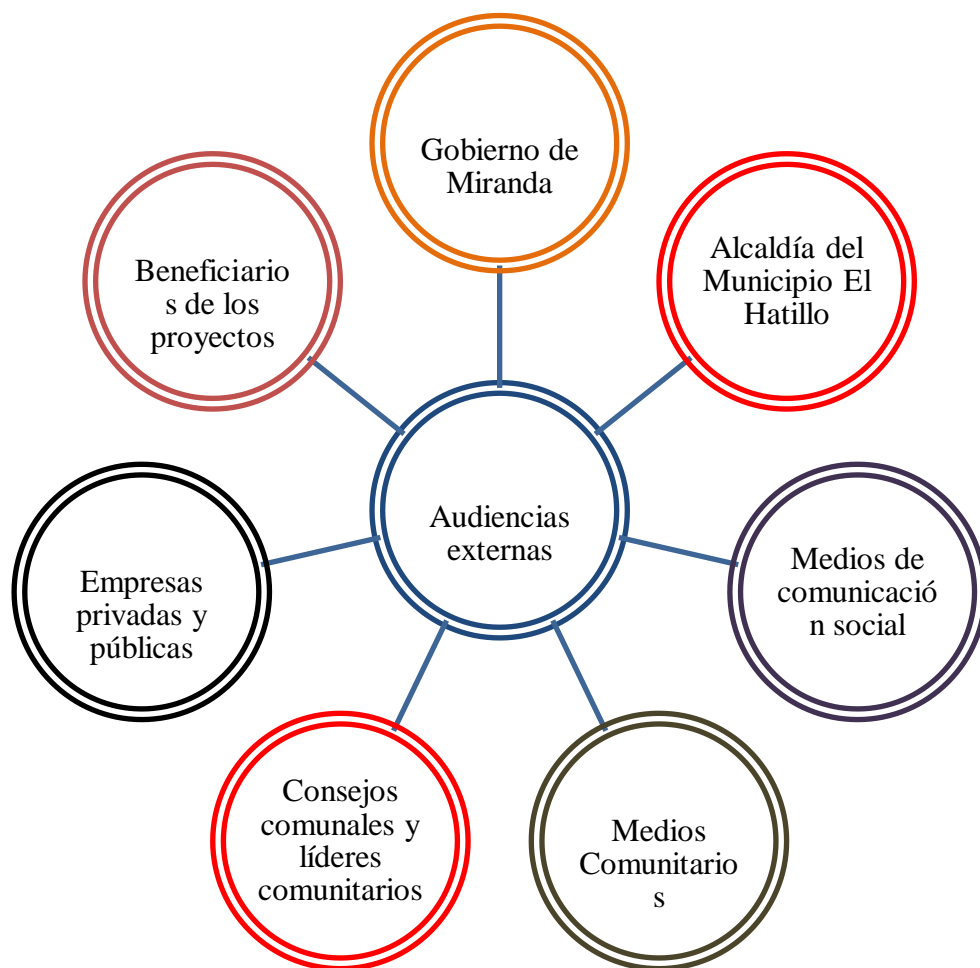 Gobierno de
Miranda
Alcaldía del
Municipio El
Hatillo
Medios de
comunicació
n social
Medios
Comunitario
s
Consejos
comunales y
líderes
comunitarios
Empresas
privadas y
públicas
Beneficiario
s de los
proyectos
Audiencias
externas